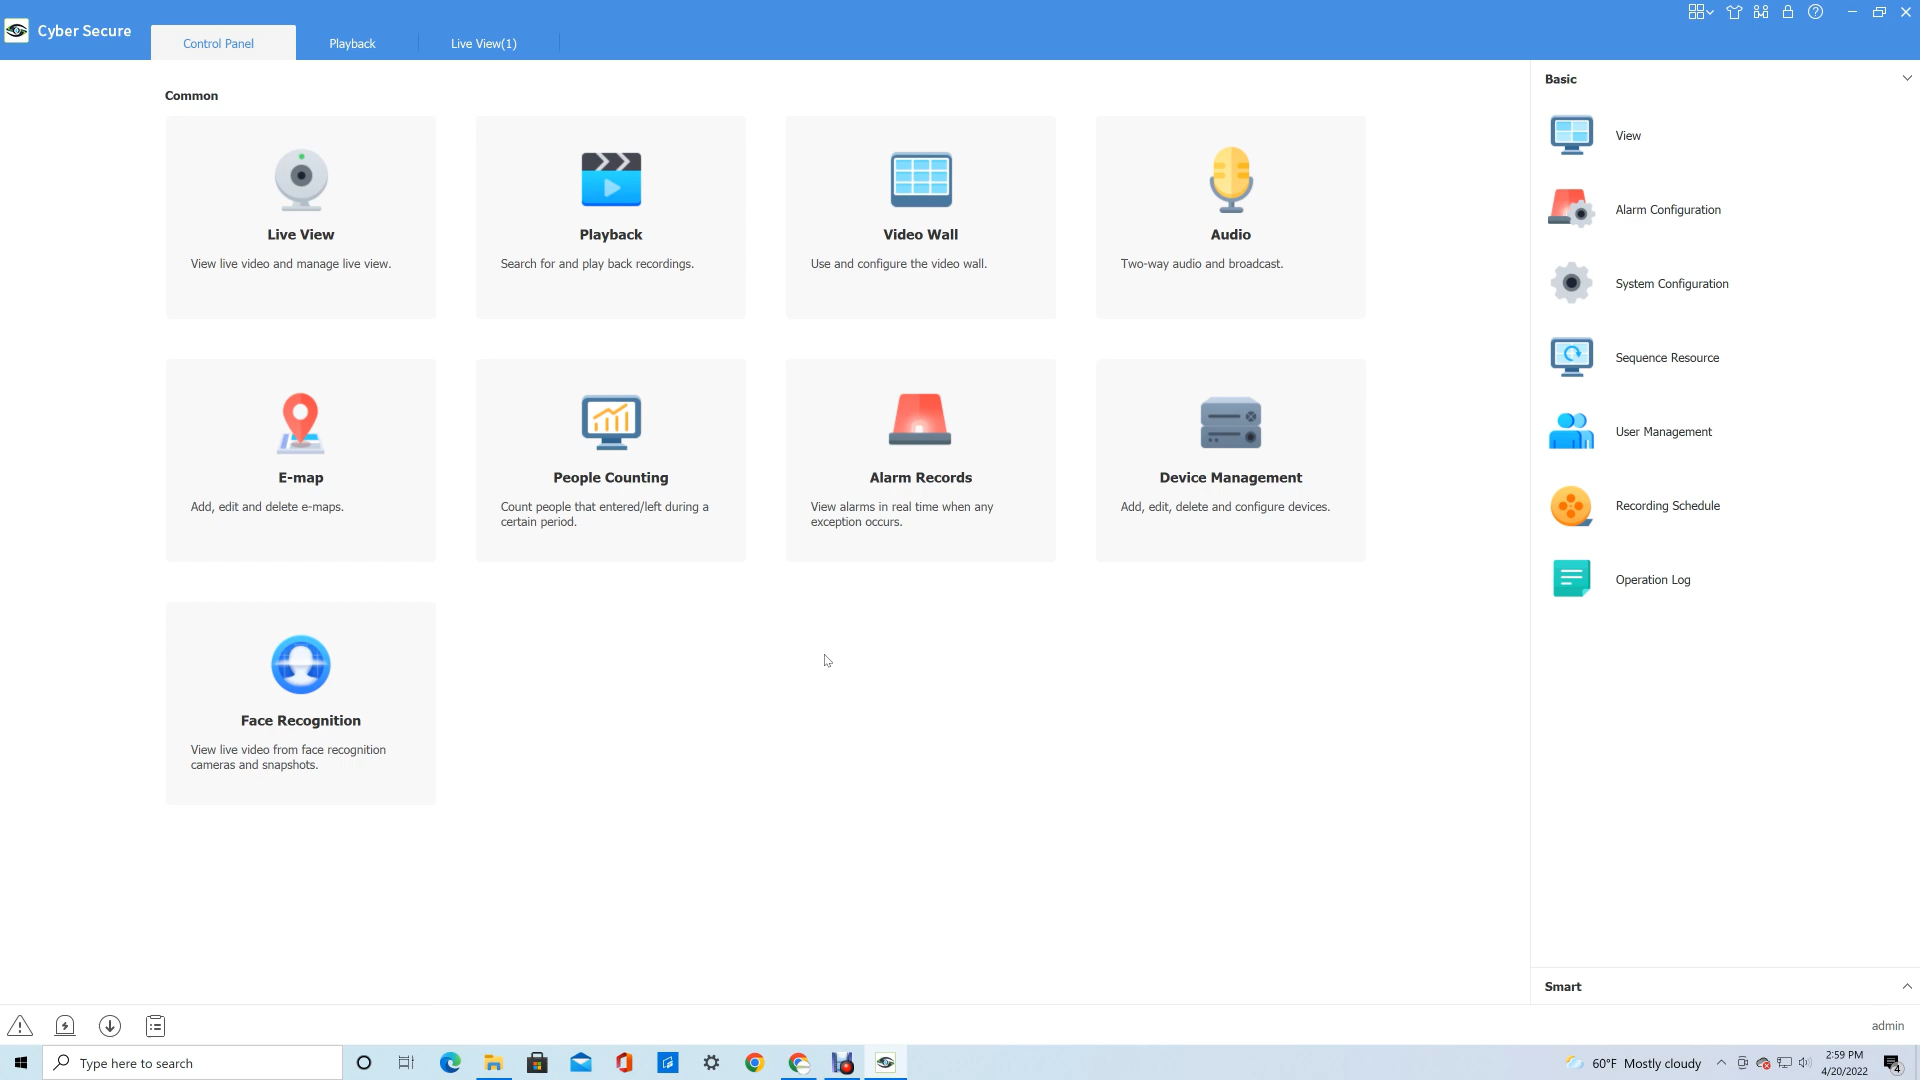 Cyber Secure
Control Panel
Playback
Live View(1)
Common
Live View
View live video and manage live view.
Playback
Search for and play back recordings.
Video Wall
Use and configure the video wall.
Audio
Two-way audio and broadcast.
E-map
Add, edit and delete e-maps.
People Counting
Count people that entered/left during a
certain period.
Alarm Records
View alarms in real time when any
exception occurs.
Device Management
Add, edit, delete and configure devices.
Face Recognition
View live video from face recognition
cameras and snapshots.
Basic
View
Alarm Configuration
System Configuration
Sequence Resource
User Management
Recording Schedule
Operation Log
Smart
admin
Type here to search
60°F Mostly cloudy
2:59 PM
4/20/2022
4